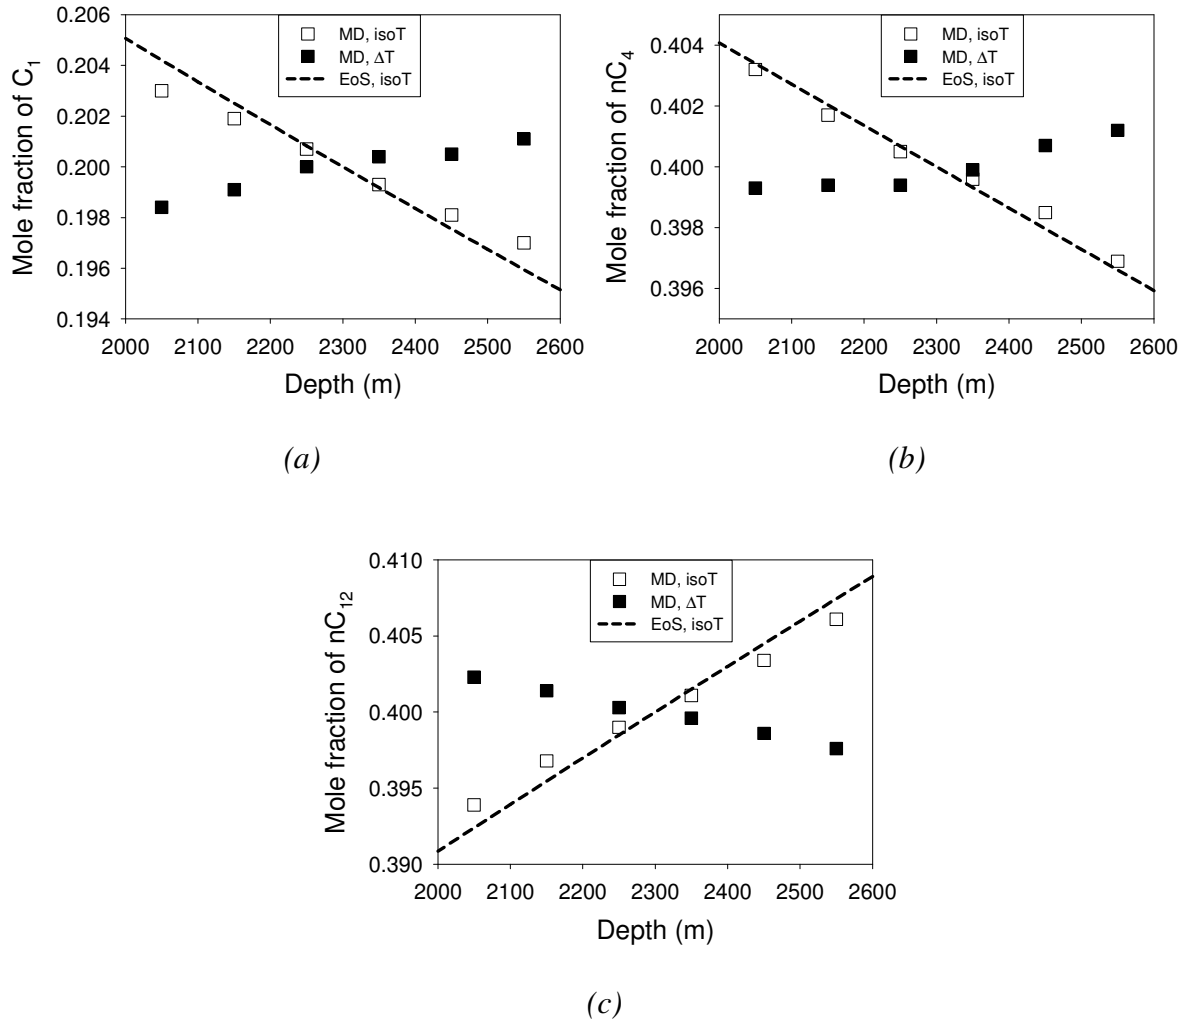 Mole fraction of C1
0.206
0.204
0.202
0.200
0.198
0.196
0.194
MD, isoT
MD, ΔT
EoS, isoT
2000 2100 2200 2300 2400 2500 2600
Depth (m)
(a)
Mole fraction of nC4
0.404
0.402
0.400
0.398
0.396
MD, isoT
MD, ΔT
EoS, isoT
2000 2100 2200 2300 2400 2500 2600
Depth (m)
(b)
Mole fraction of nC12
0.410
0.405
0.400
0.395
0.390
MD, isoT
MD, ΔT
EoS, isoT
2000 2100 2200 2300 2400 2500 2600
Depth (m)
(c)